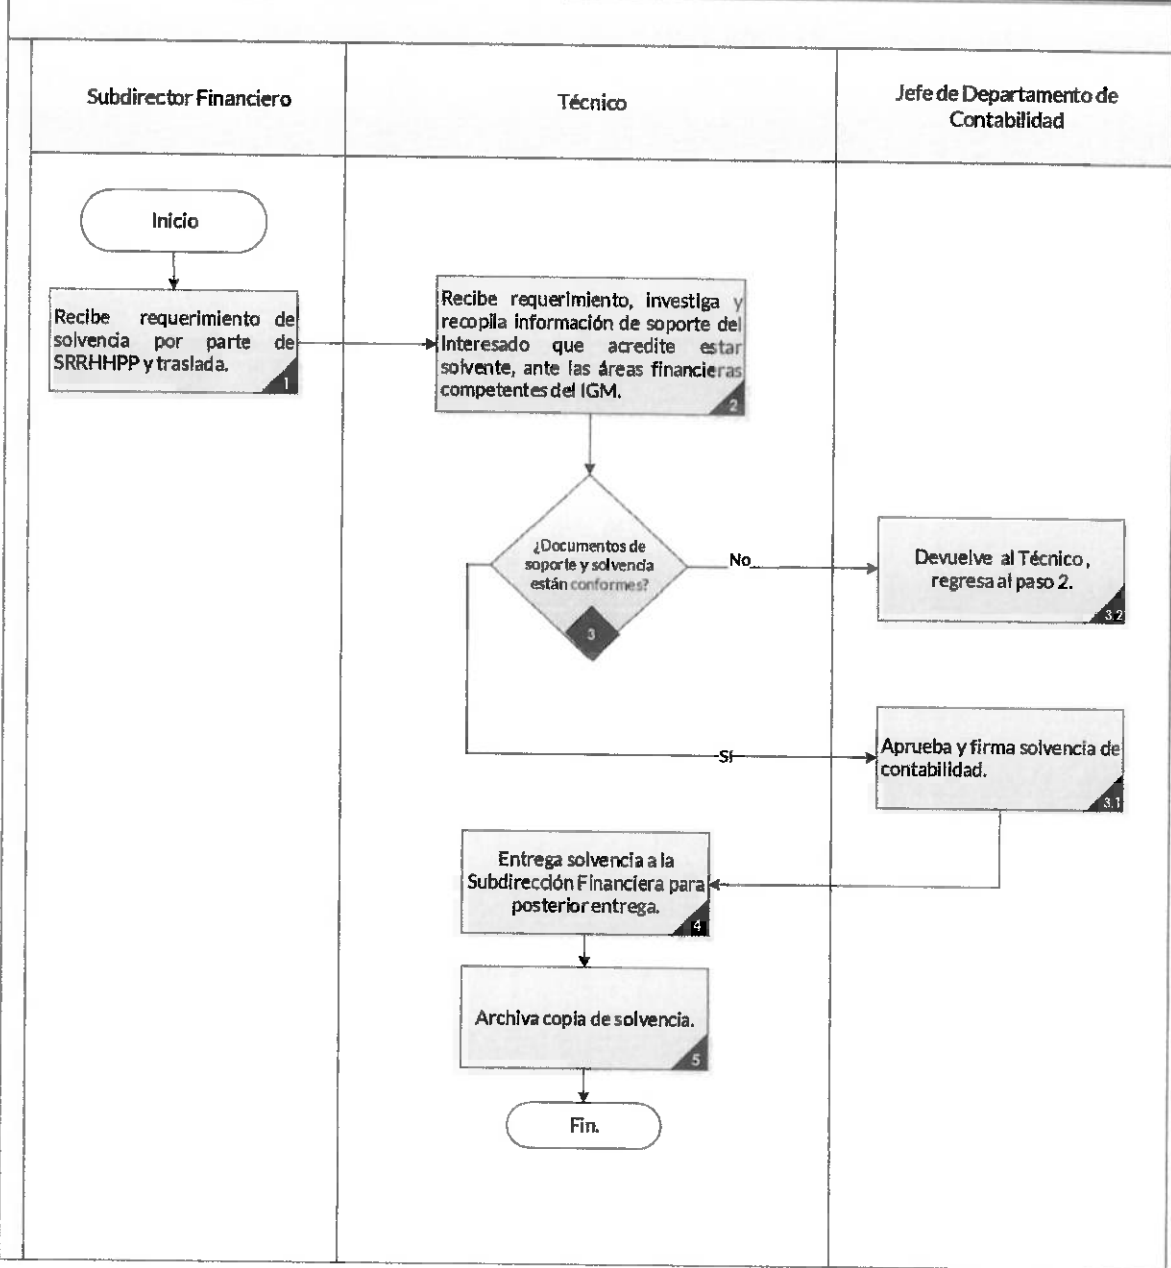 Subdirector Financiero
Técnico
Jefe de Departamento de
Contabilidad
Inicio
Recibe requerimiento de
solvencia por parte de
SRRHHPP y traslada.
1
Recibe requerimiento, investiga y
recopila información de soporte del
Interesado que acredite estar
solvente, ante las áreas financieras
competentes del IGM.
2
¿Documentos de
soporte y solvencia
están conformes?
3
No
Devuelve al Técnico,
regresa al paso 2.
3.2
Sí
Aprueba y firma solvencia de
contabilidad.
3.1
Entrega solvencia a la
Subdirección Financiera para
posterior entrega.
4
Archiva copia de solvencia.
5
Fin.